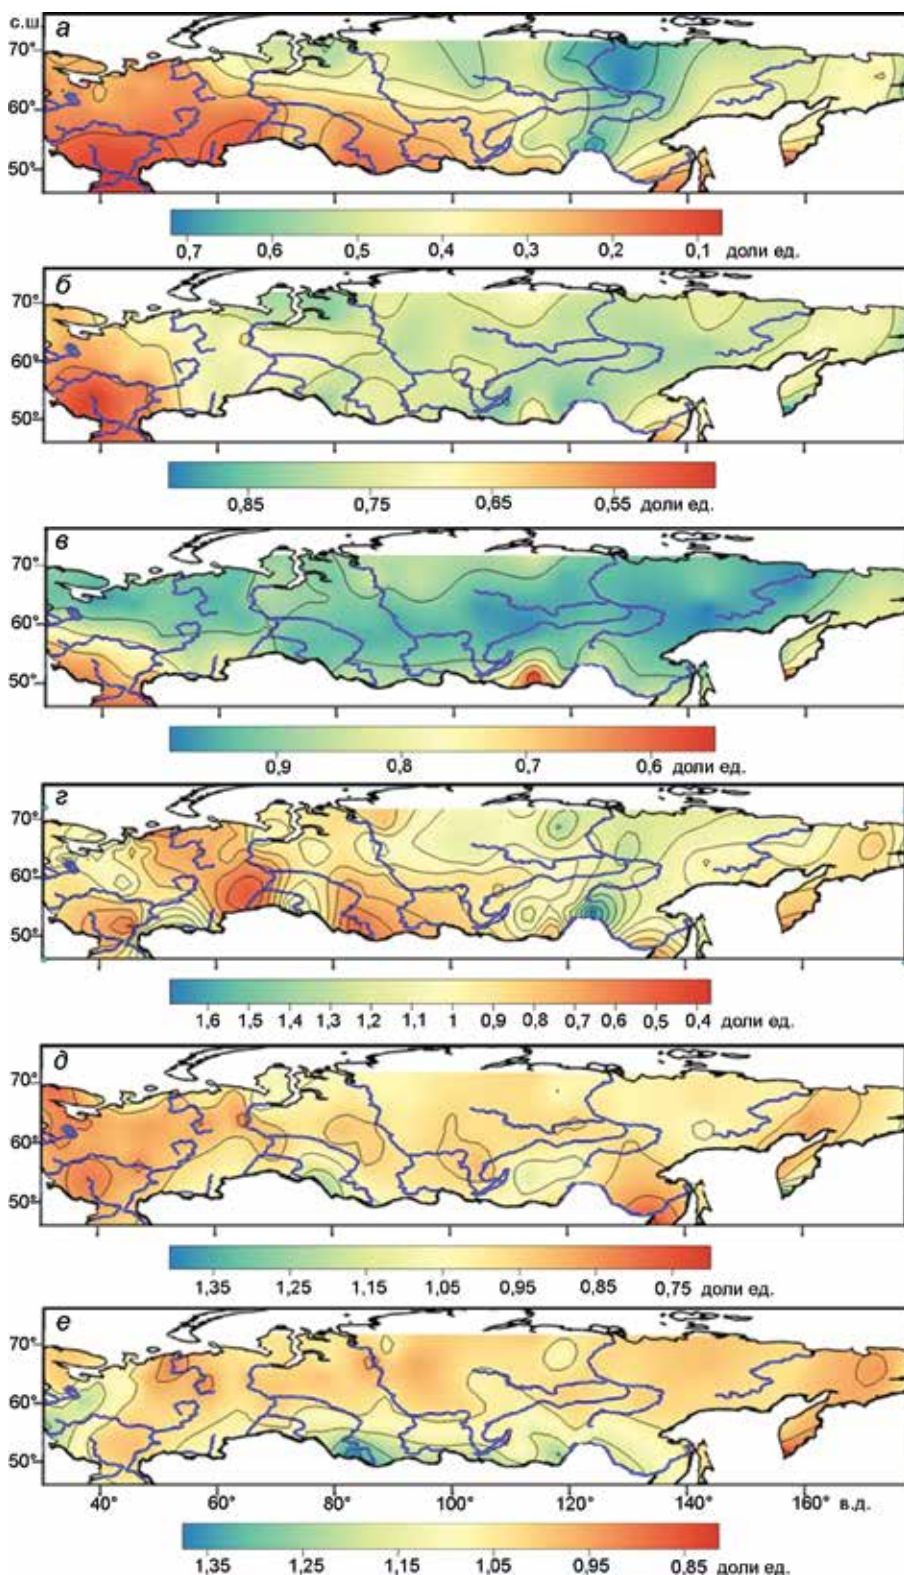 с.ш
а
70°
60°
50°
0,7 0,6 0,5 0,4 0,3 0,2 0,1 доли ед.
б
70°
60°
50°
0,85 0,75 0,65 0,55 доли ед.
в
70°
60°
50°
0,9 0,8 0,7 0,6 доли ед.
г
70°
60°
50°
1,6 1,5 1,4 1,3 1,2 1,1 1 0,9 0,8 0,7 0,6 0,5 0,4 доли ед.
д
70°
60°
50°
1,35 1,25 1,15 1,05 0,95 0,85 0,75 доли ед.
е
70°
60°
50°
40° 60° 80° 100° 120° 140° 160° в.д.
1,35 1,25 1,15 1,05 0,95 0,85 доли ед.